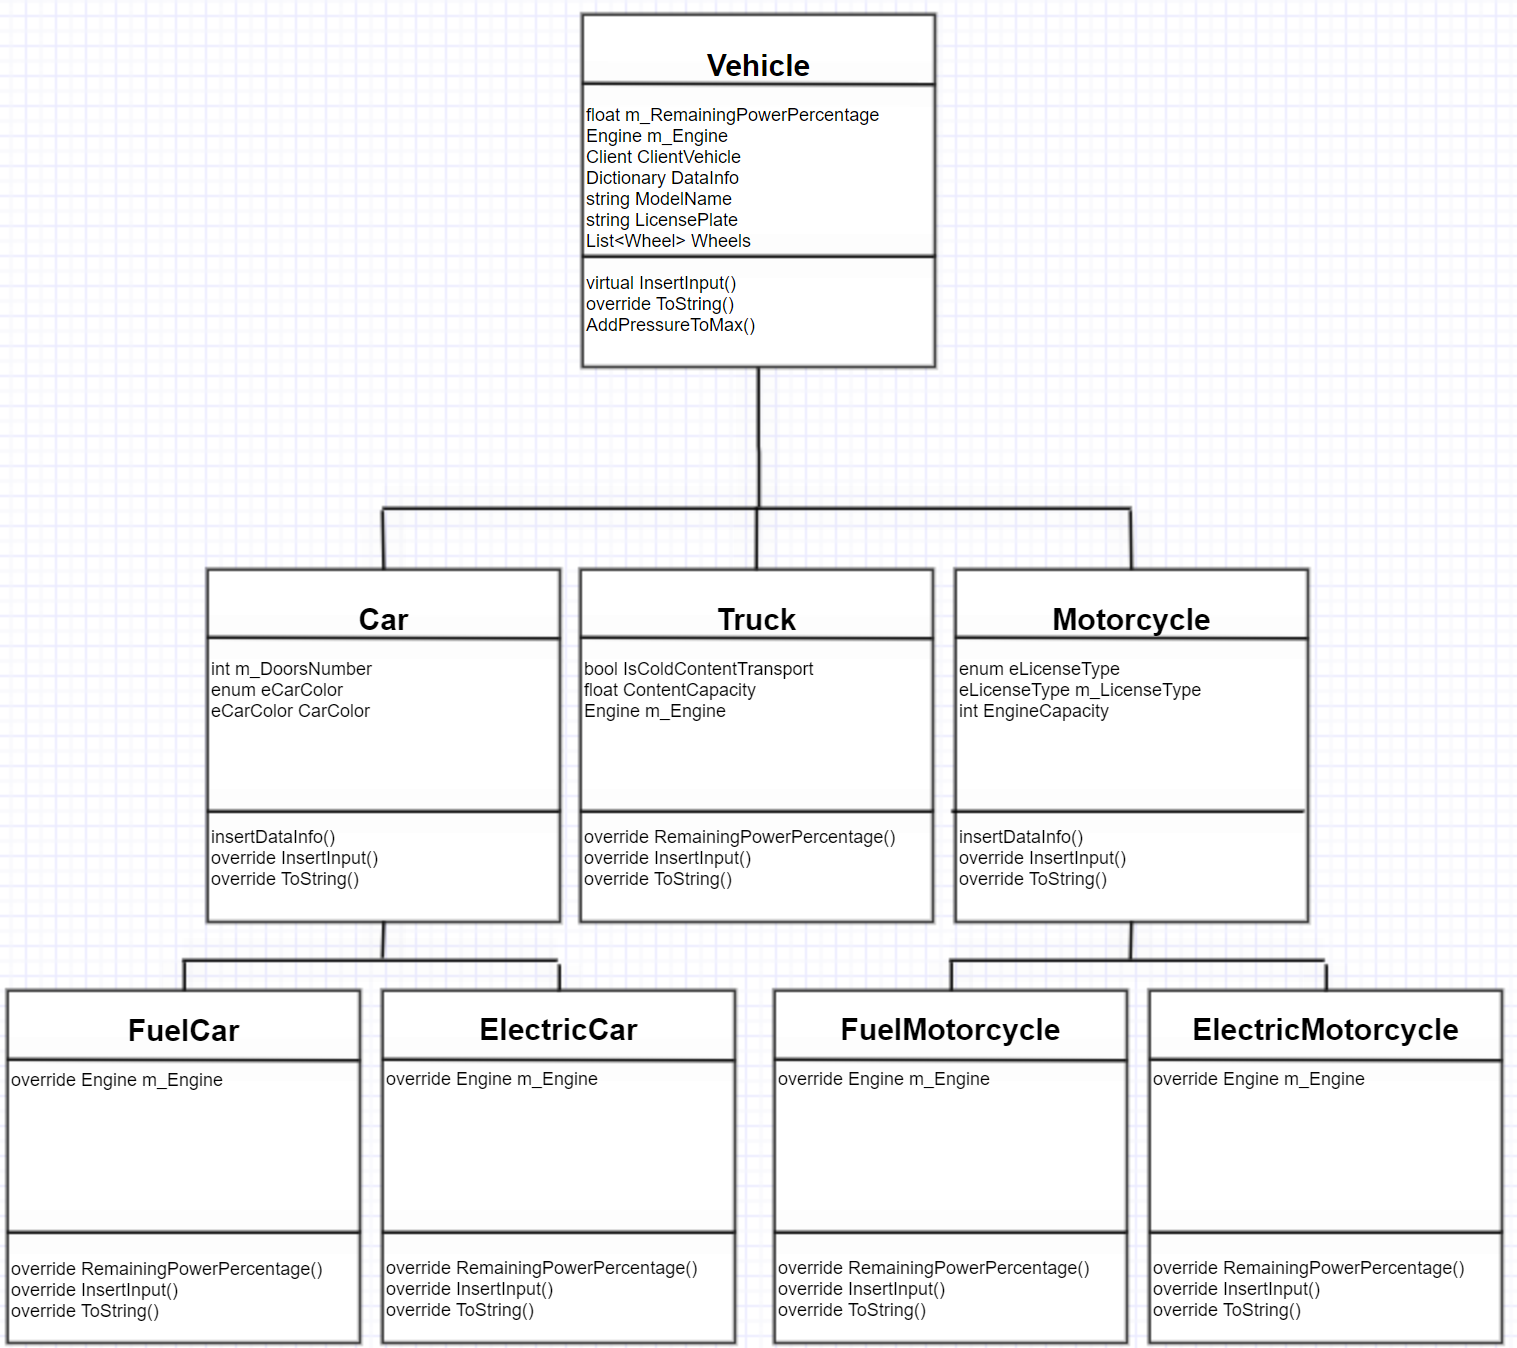 Vehicle
float m_RemainingPowerPercentage
Engine m_Engine
Client ClientVehicle
Dictionary DataInfo
string ModelName
string LicensePlate
List<Wheel> Wheels
virtual InsertInput()
override ToString()
AddPressureToMax()
Car
int m_DoorsNumber
enum eCarColor
eCarColor CarColor
insertDataInfo()
override InsertInput()
override ToString()
Truck
bool IsColdContentTransport
float ContentCapacity
Engine m_Engine
override RemainingPowerPercentage()
override InsertInput()
override ToString()
Motorcycle
enum eLicenseType
eLicenseType m_LicenseType
int EngineCapacity
insertDataInfo()
override InsertInput()
override ToString()
FuelCar
override Engine m_Engine
override RemainingPowerPercentage()
override InsertInput()
override ToString()
ElectricCar
override Engine m_Engine
override RemainingPowerPercentage()
override InsertInput()
override ToString()
FuelMotorcycle
override Engine m_Engine
override RemainingPowerPercentage()
override InsertInput()
override ToString()
ElectricMotorcycle
override Engine m_Engine
override RemainingPowerPercentage()
override InsertInput()
override ToString()